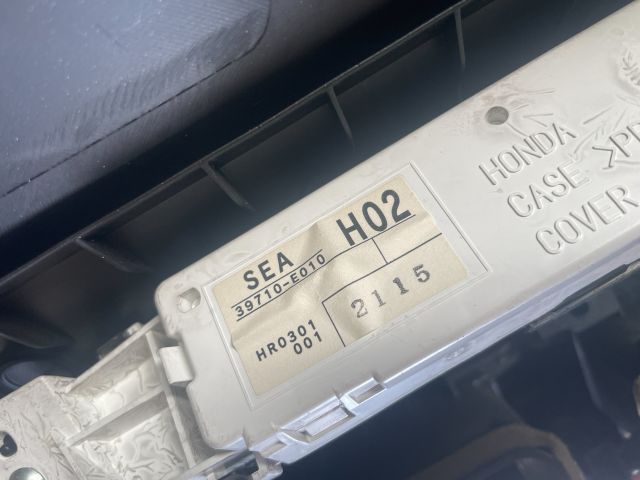 SEA H02
39710-E010
HR0301
001
2115
HONDA
CASE
COVER